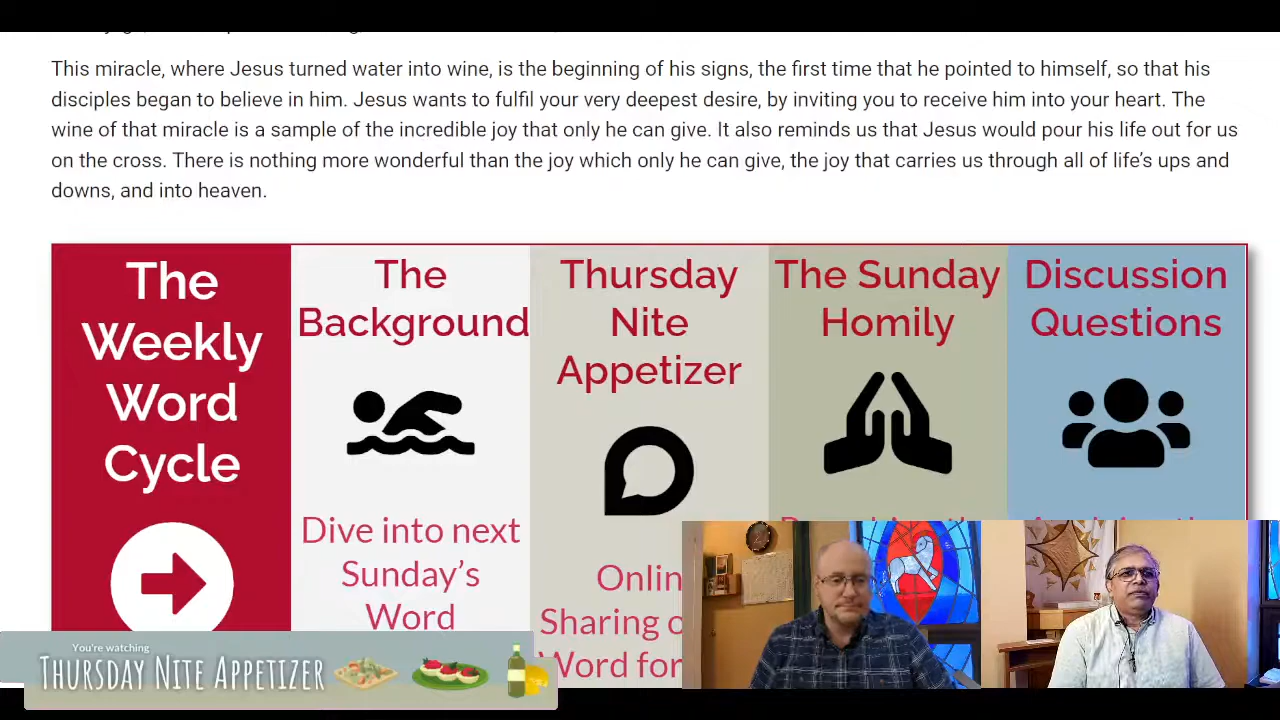 This miracle, where Jesus turned water into wine, is the beginning of his signs, the first time that he pointed to himself, so that his
disciples began to believe in him. Jesus wants to fulfil your very deepest desire, by inviting you to receive him into your heart. The
wine of that miracle is a sample of the incredible joy that only he can give. It also reminds us that Jesus would pour his life out for us
on the cross. There is nothing more wonderful than the joy which only he can give, the joy that carries us through all of life's ups and
downs, and into heaven.
The
Weekly
Word
Cycle
The
Background
Dive into next
Sunday's
Word
Thursday
Nite
Appetizer
Onlin
Sharing o
Word for
The Sunday
Homily
Discussion
Questions
You're watching
THURSDAY NITE APPETIZER